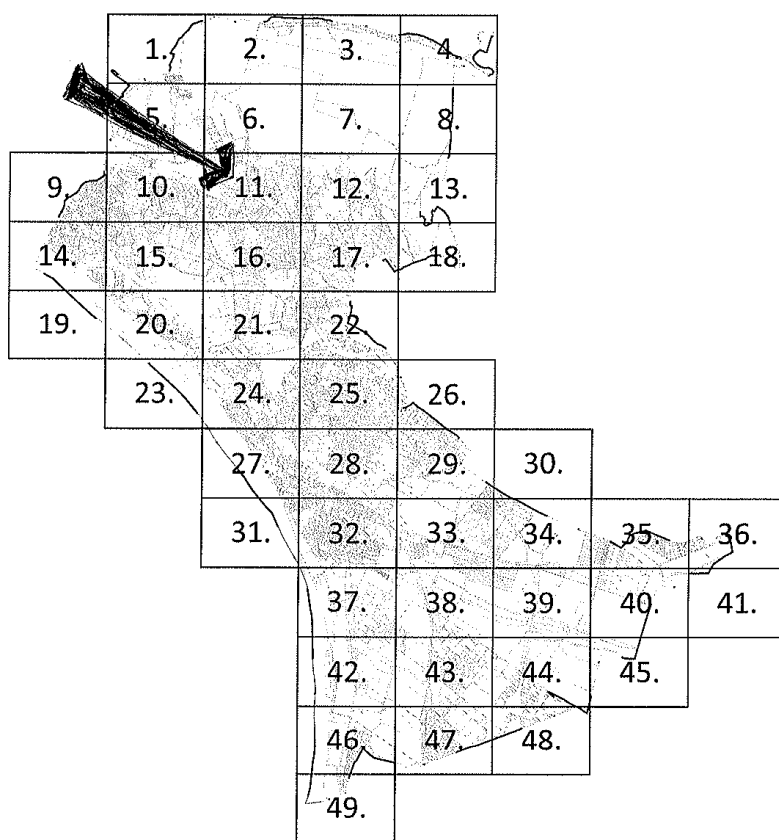 1. 2. 3. 4.
5. 6. 7. 8.
9. 10. 11. 12. 13.
14. 15. 16. 17. 18.
19. 20. 21. 22.
23. 24. 25. 26.
27. 28. 29. 30.
31. 32. 33. 34. 35. 36.
37. 38. 39. 40. 41.
42. 43. 44. 45.
46. 47. 48.
49.